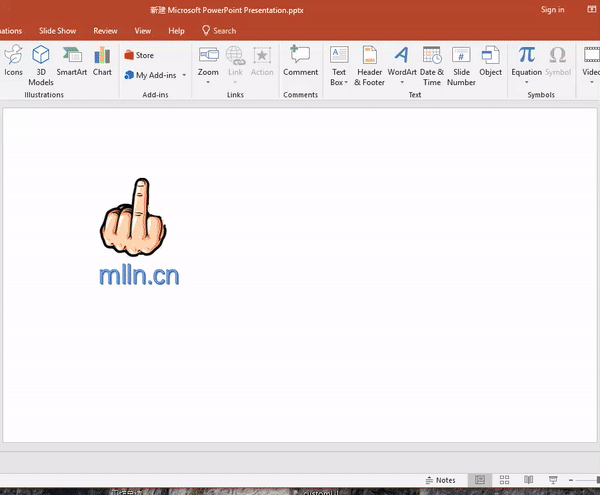 新建 Microsoft PowerPoint Presentation.pptx
Sign in
Slide Show
Review
View
Help
Search
Icons
3D Models
SmartArt
Chart
Store
My Add-ins
Zoom
Link
Action
Comment
Text Box
Header & Footer
WordArt
Date & Time
Slide Number
Object
Equation
Symbol
Illustrations
Add-ins
Links
Comments
Text
Symbols
mlln.cn
Notes